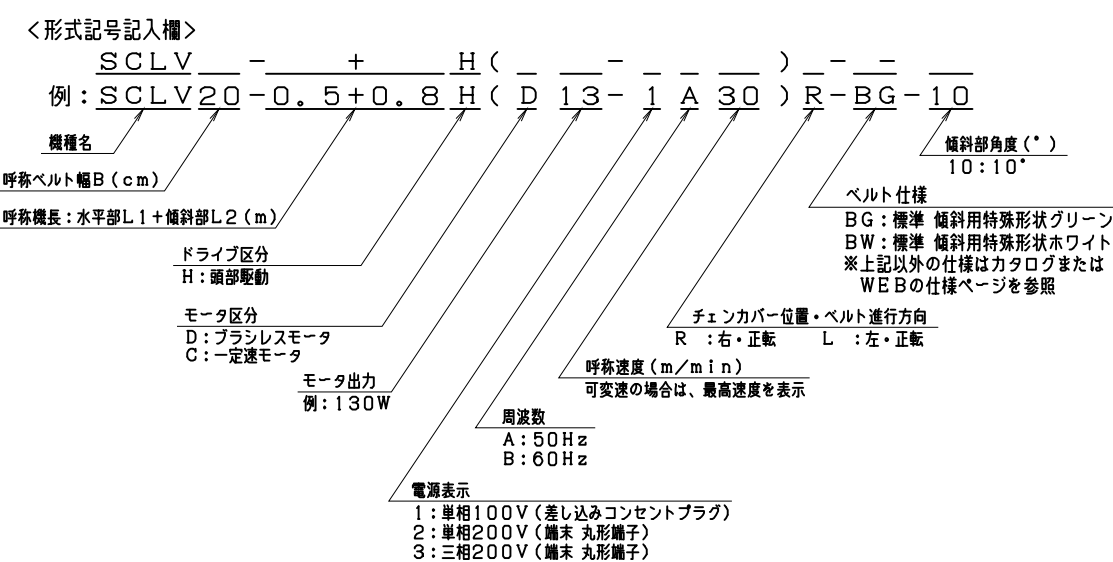 <形式記号記入欄>
SCLV__-__+__H(_ __-_ _ __)_-__-__
例:SCLV20-0.5+0.8H(D13-1A30)R-BG-10
機種名
傾斜部角度(°)
10:10°
呼称ベルト幅B(cm)
ベルト仕様
呼称機長:水平部L1+傾斜部L2(m)
BG:標準 傾斜用特殊形状グリーン
BW:標準 傾斜用特殊形状ホワイト
※上記以外の仕様はカタログまたは
WEBの仕様ページを参照
ドライブ区分
H:頭部駆動
モータ区分
D:ブラシレスモータ
C:一定速モータ
チェンカバー位置・ベルト進行方向
R :右・正転 L :左・正転
呼称速度(m/min)
可変速の場合は、最高速度を表示
モータ出力
例:130W
周波数
A:50Hz
B:60Hz
電源表示
1:単相100V(差し込みコンセントプラグ)
2:単相200V(端末 丸形端子)
3:三相200V(端末 丸形端子)